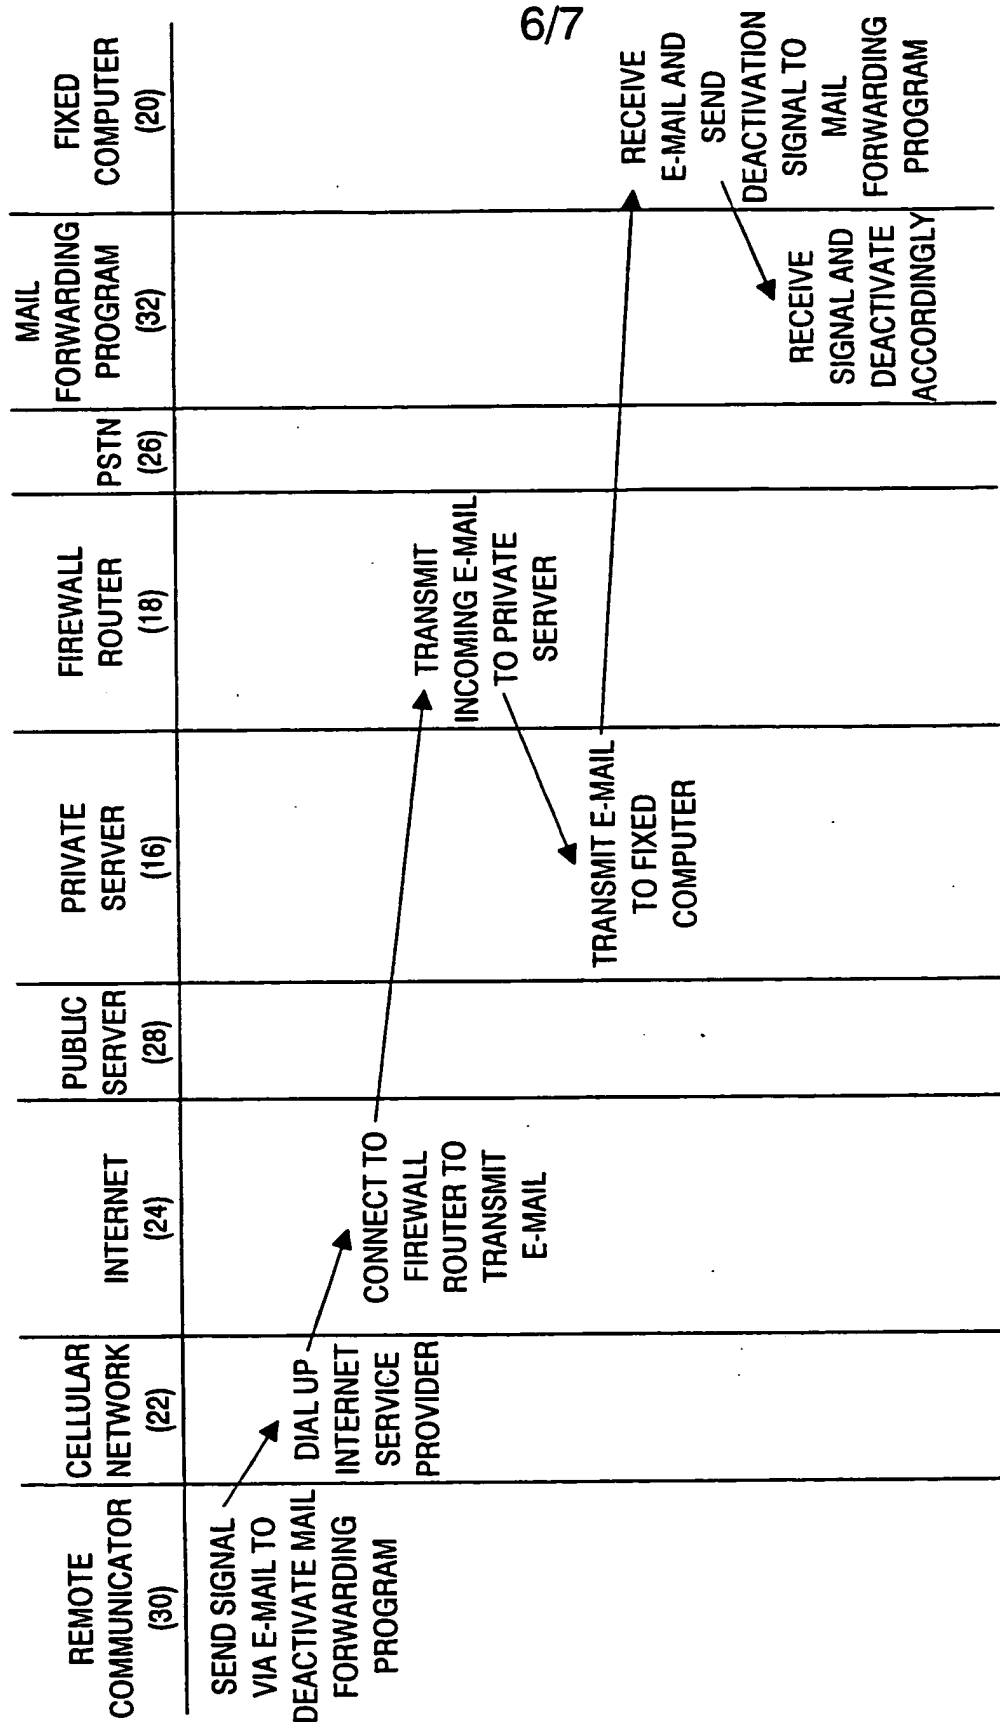 6/7
REMOTE
COMMUNICATOR
(30)
CELLULAR
NETWORK
(22)
INTERNET
(24)
PUBLIC
SERVER
(28)
PRIVATE
SERVER
(16)
FIREWALL
ROUTER
(18)
PSTN
(26)
MAIL
FORWARDING
PROGRAM
(32)
FIXED
COMPUTER
(20)
SEND SIGNAL
VIA E-MAIL TO
DEACTIVATE MAIL
FORWARDING
PROGRAM
DIAL UP
INTERNET
SERVICE
PROVIDER
CONNECT TO
FIREWALL
ROUTER TO
TRANSMIT
E-MAIL
TRANSMIT
INCOMING E-MAIL
TO PRIVATE
SERVER
TRANSMIT E-MAIL
TO FIXED
COMPUTER
RECEIVE
E-MAIL AND
SEND
DEACTIVATION
SIGNAL TO
MAIL
FORWARDING
PROGRAM
RECEIVE
SIGNAL AND
DEACTIVATE
ACCORDINGLY